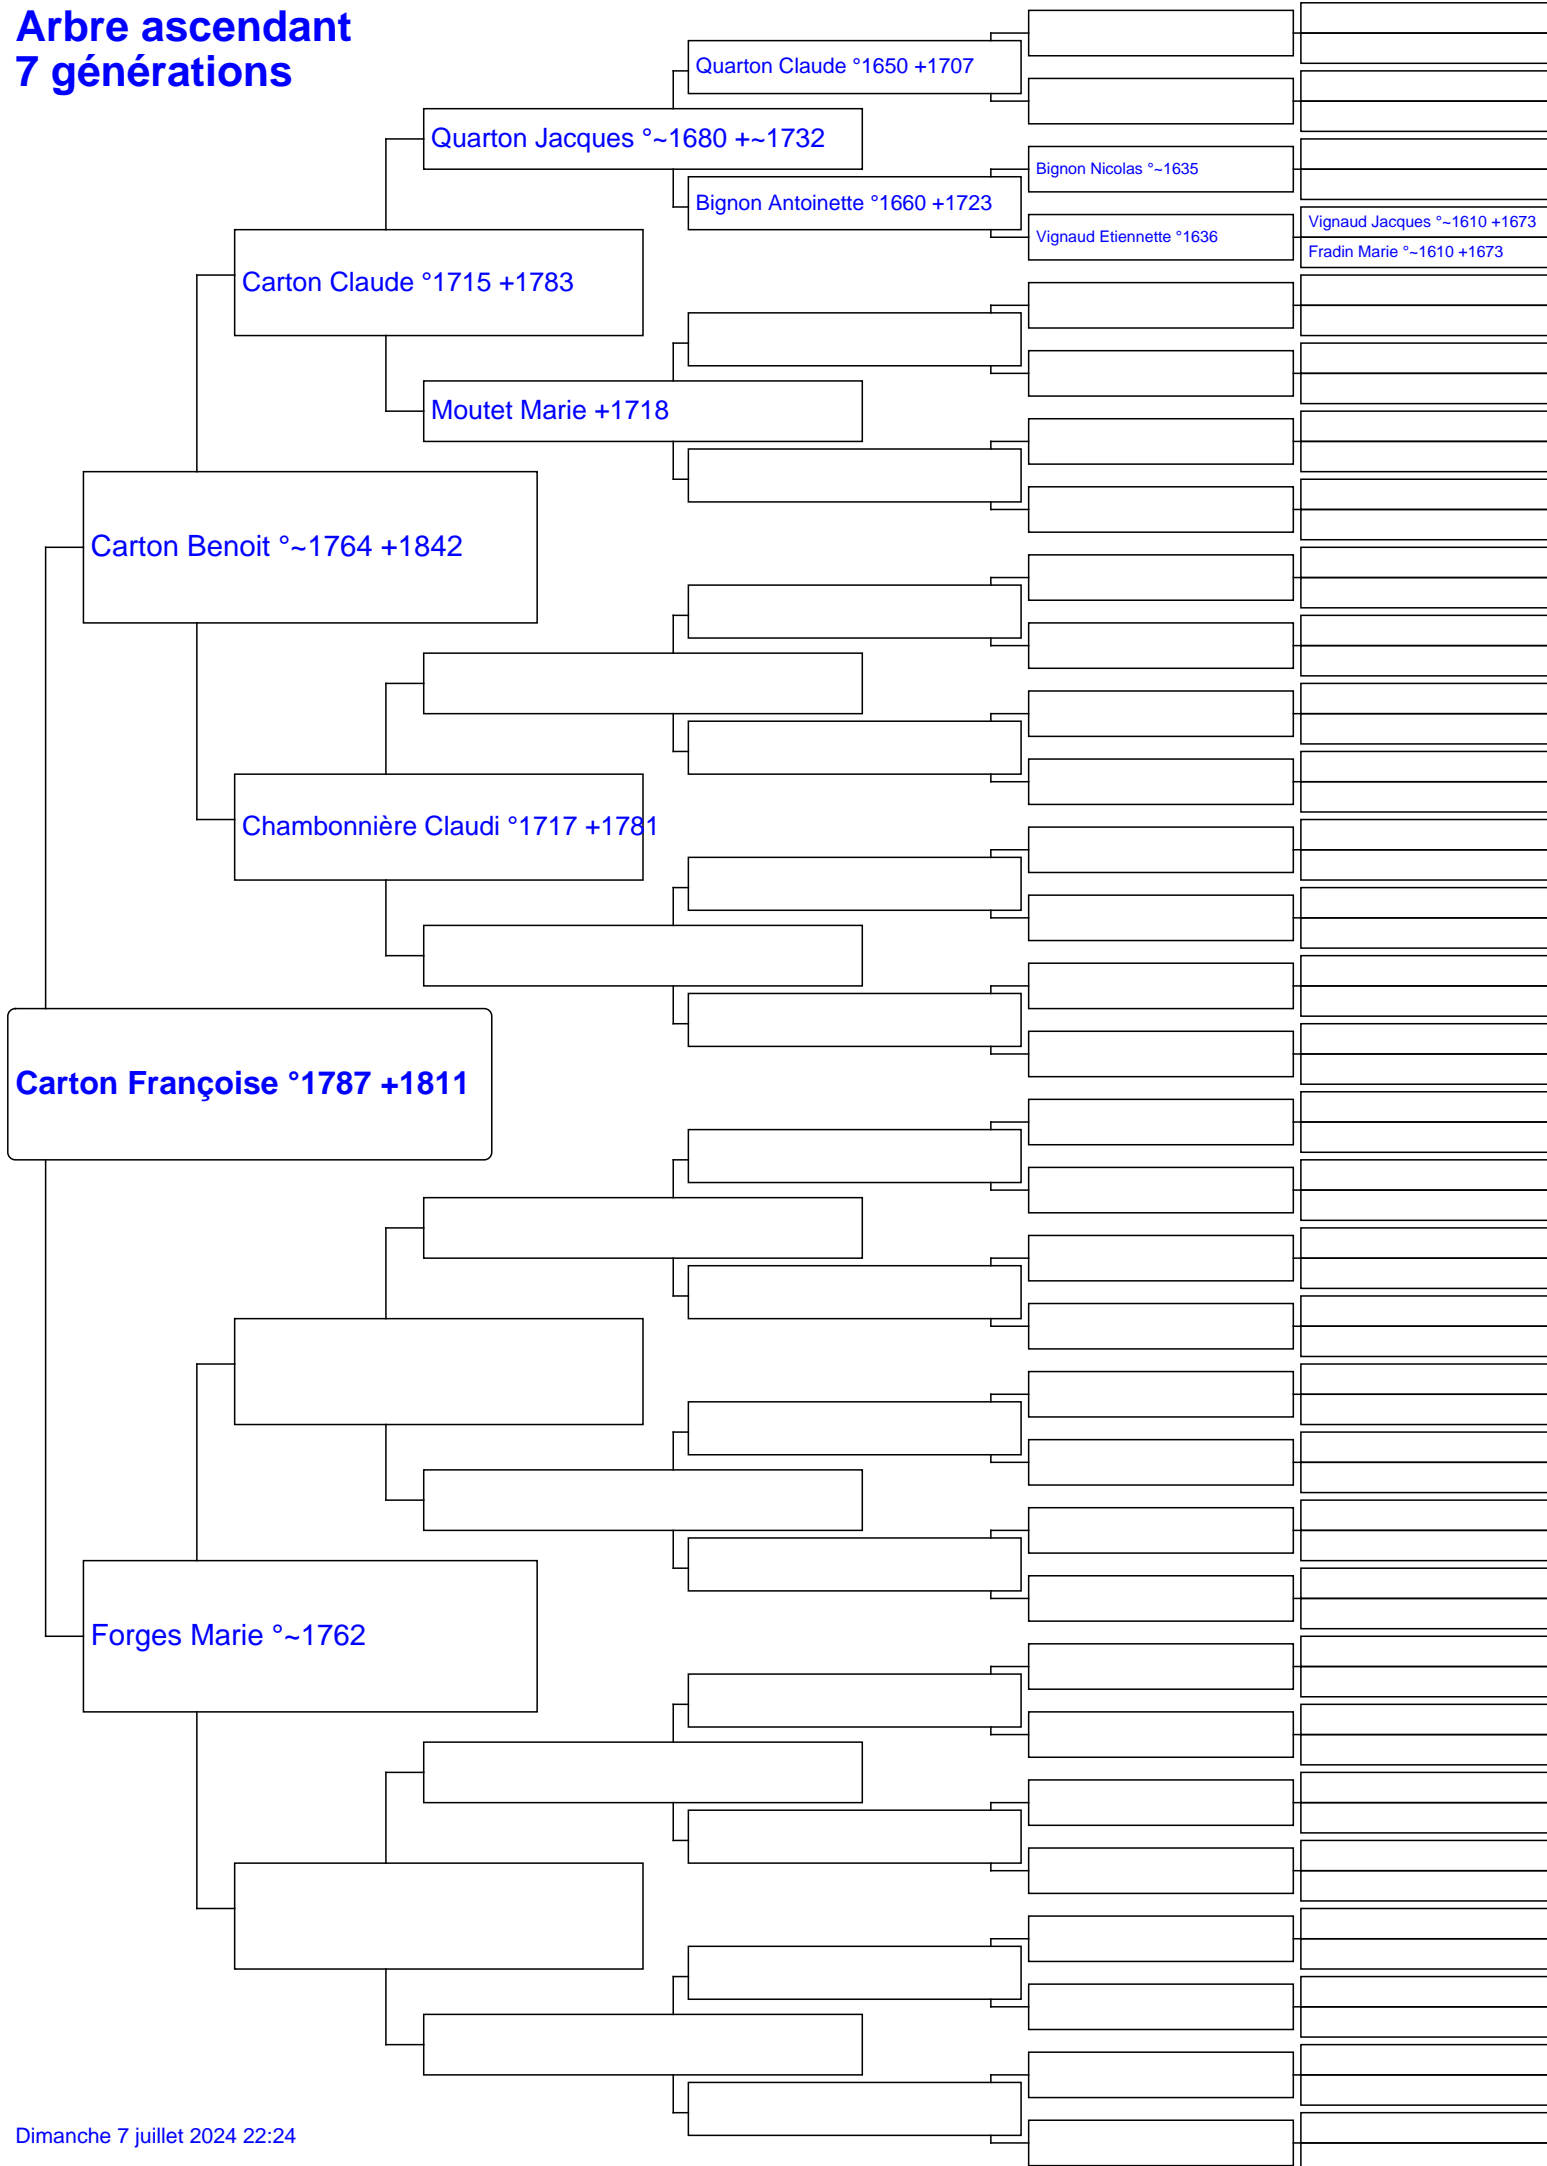 Arbre ascendant
7 générations
Quarton Claude °1650 +1707
Quarton Jacques °~1680 +~1732
Bignon Nicolas °~1635
Bignon Antoinette °1660 +1723
Vignaud Jacques °~1610 +1673
Vignaud Etiennette °1636
Fradin Marie °~1610 +1673
Carton Claude °1715 +1783
Moutet Marie +1718
Carton Benoit °~1764 +1842
Chambonnière Claudi °1717 +1781
Carton Françoise °1787 +1811
Forges Marie °~1762
Dimanche 7 juillet 2024 22:24